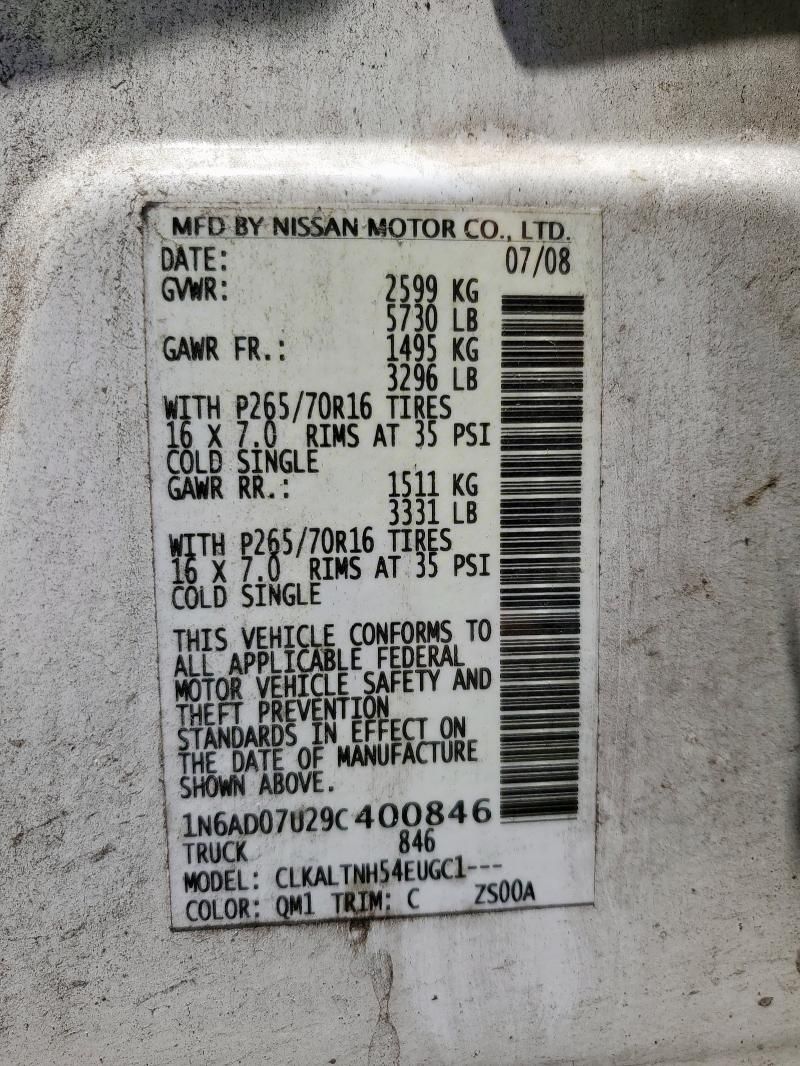 MFD BY NISSAN MOTOR CO., LTD.
DATE: 07/08
GVWR: 2599 KG
5730 LB
GAWR FR.: 1495 KG
3296 LB
WITH P265/70R16 TIRES
16 X 7.0 RIMS AT 35 PSI
COLD SINGLE
GAWR RR.: 1511 KG
3331 LB
WITH P265/70R16 TIRES
16 X 7.0 RIMS AT 35 PSI
COLD SINGLE
THIS VEHICLE CONFORMS TO
ALL APPLICABLE FEDERAL
MOTOR VEHICLE SAFETY AND
THEFT PREVENTION
STANDARDS IN EFFECT ON
THE DATE OF MANUFACTURE
SHOWN ABOVE.
1N6AD07U29C400846
TRUCK 846
MODEL: CLKALTNH54EUGC1---
COLOR: QM1 TRIM: C ZS00A